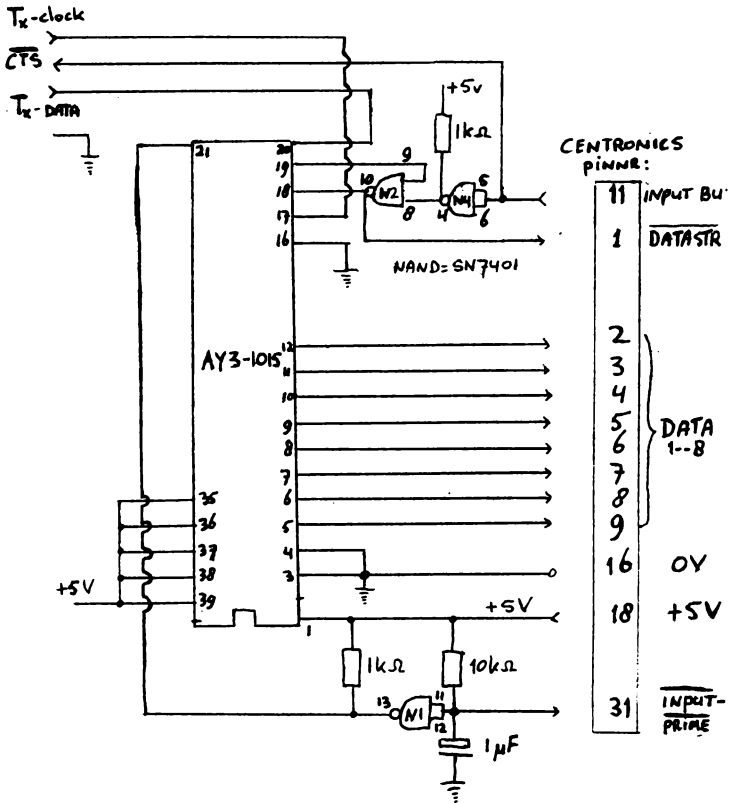 Tx-clock
CTS
Tx-DATA
+5V
1kΩ
CENTRONICS
PINNR:
21
20
19
18
17
16
9
10
N2
8
4
N4
5
6
NAND=SN7401
11 INPUT BU
1 DATASTR
AY3-1015
12
11
10
9
8
7
6
5
4
3
1
2
3
4
5
6
7
8
9
DATA
1--8
35
36
37
38
39
+5V
16 0V
+5V
18 +5V
1kΩ
10kΩ
13
N1
11
12
1µF
31 INPUT-
PRIME